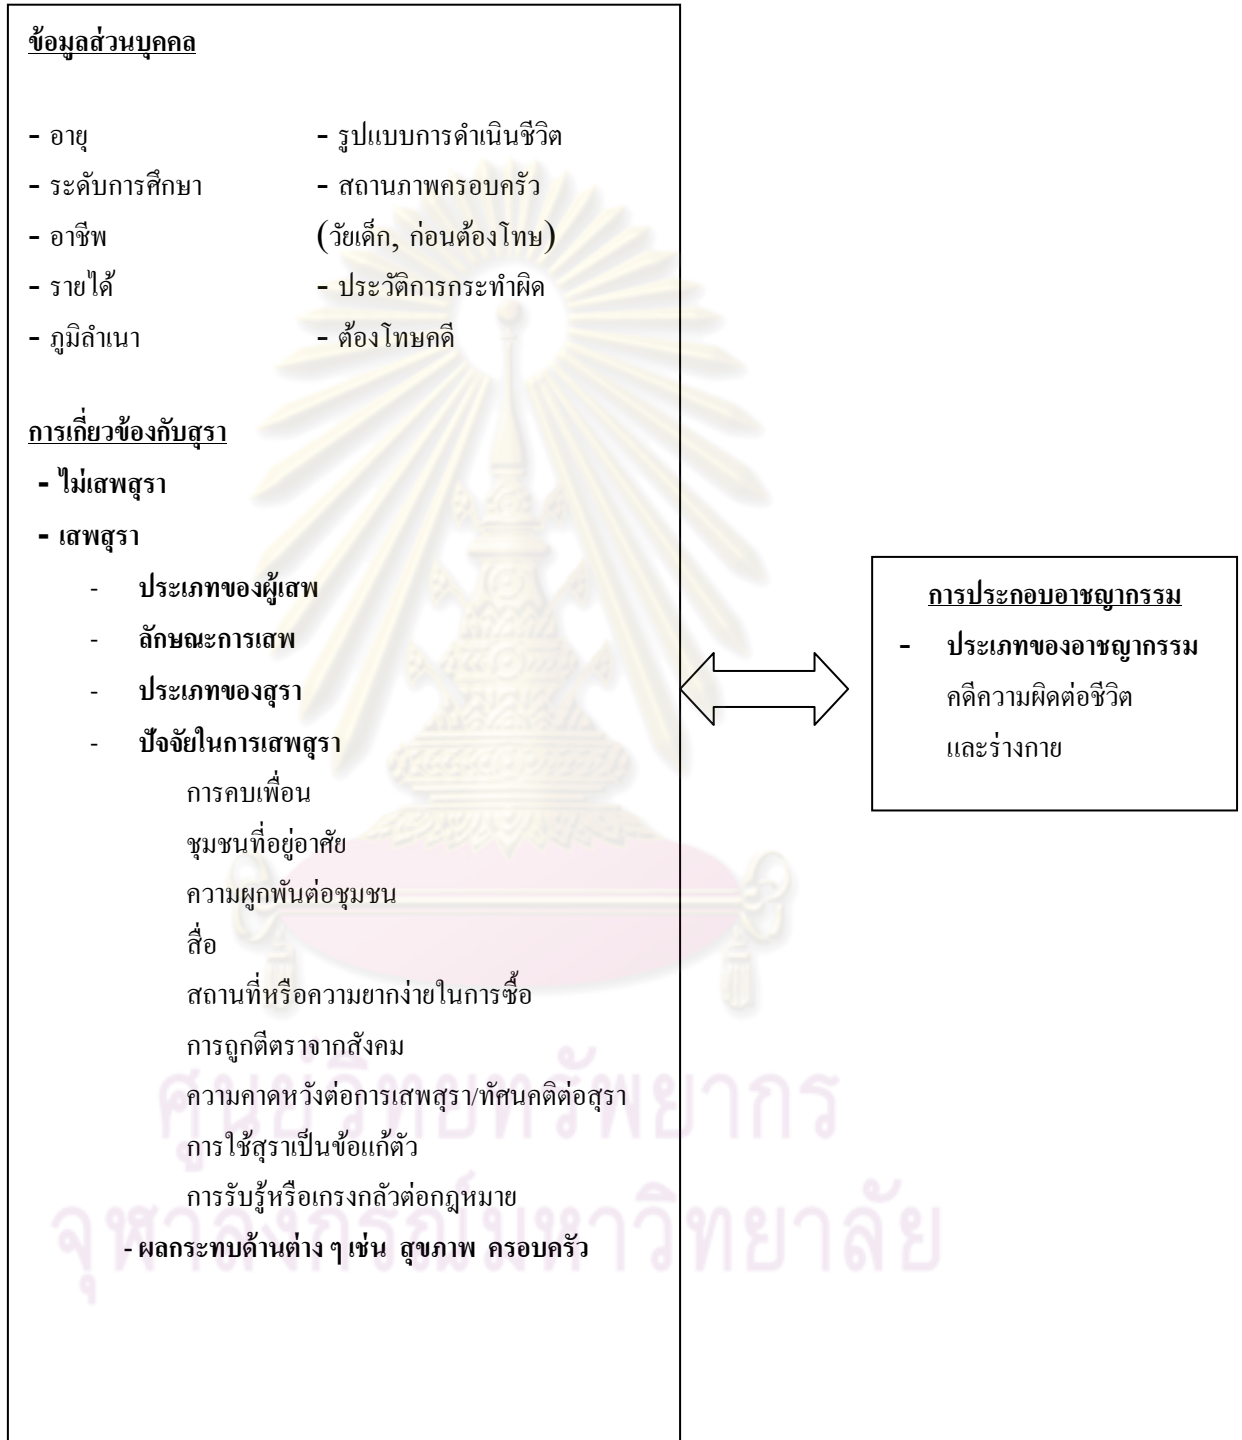 ข้อมูลส่วนบุคคล
- อายุ - รูปแบบการดำเนินชีวิต
- ระดับการศึกษา - สถานภาพครอบครัว
- อาชีพ (วัยเด็ก, ก่อนต้องโทษ)
- รายได้ - ประวัติการกระทำผิด
- ภูมิลำเนา - ต้องโทษคดี
การเกี่ยวข้องกับสุรา
- ไม่เสพสุรา
- เสพสุรา
- ประเภทของผู้เสพ
- ลักษณะการเสพ
- ประเภทของสุรา
- ปัจจัยในการเสพสุรา
การคบเพื่อน
ชุมชนที่อยู่อาศัย
ความผูกพันต่อชุมชน
สื่อ
สถานที่หรือความยากง่ายในการซื้อ
การถูกตีตราจากสังคม
ความคาดหวังต่อการเสพสุรา/ทัศนคติต่อสุรา
การใช้สุราเป็นข้อแก้ตัว
การรับรู้หรือเกรงกลัวต่อกฎหมาย
- ผลกระทบด้านต่าง ๆ เช่น สุขภาพ ครอบครัว
การประกอบอาชญากรรม
- ประเภทของอาชญากรรม
คดีความผิดต่อชีวิต
และร่างกาย
ศูนย์วิทยทรัพยากร
จุฬาลงกรณ์มหาวิทยาลัย